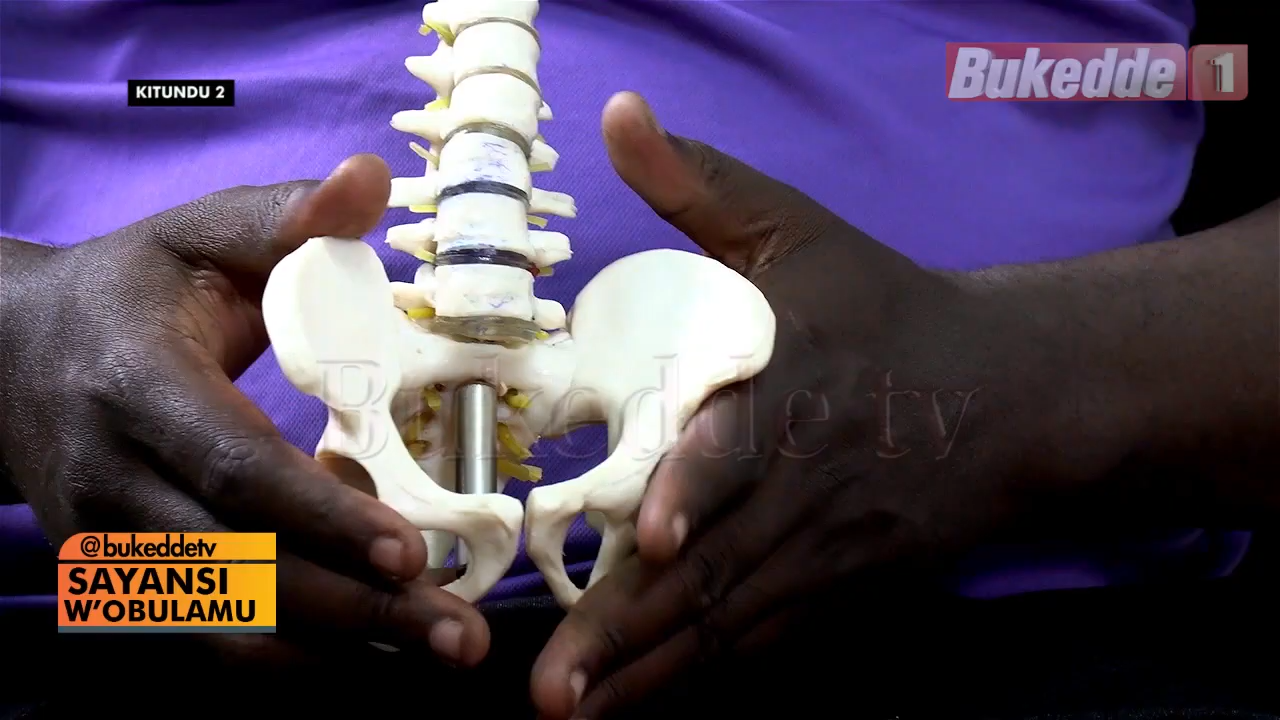 KITUNDU 2
Bukedde 1
Bukedde tv
@bukeddetv
SAYANSI
W'OBULAMU